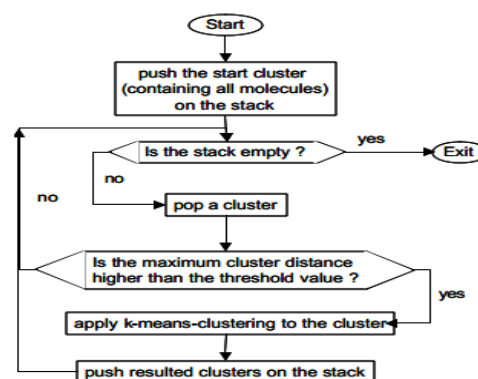 Start
push the start cluster
(containing all molecules)
on the stack
Is the stack empty ?
yes
Exit
no
no
pop a cluster
Is the maximum cluster distance
higher than the threshold value ?
yes
apply k-means-clustering to the cluster
push resulted clusters on the stack